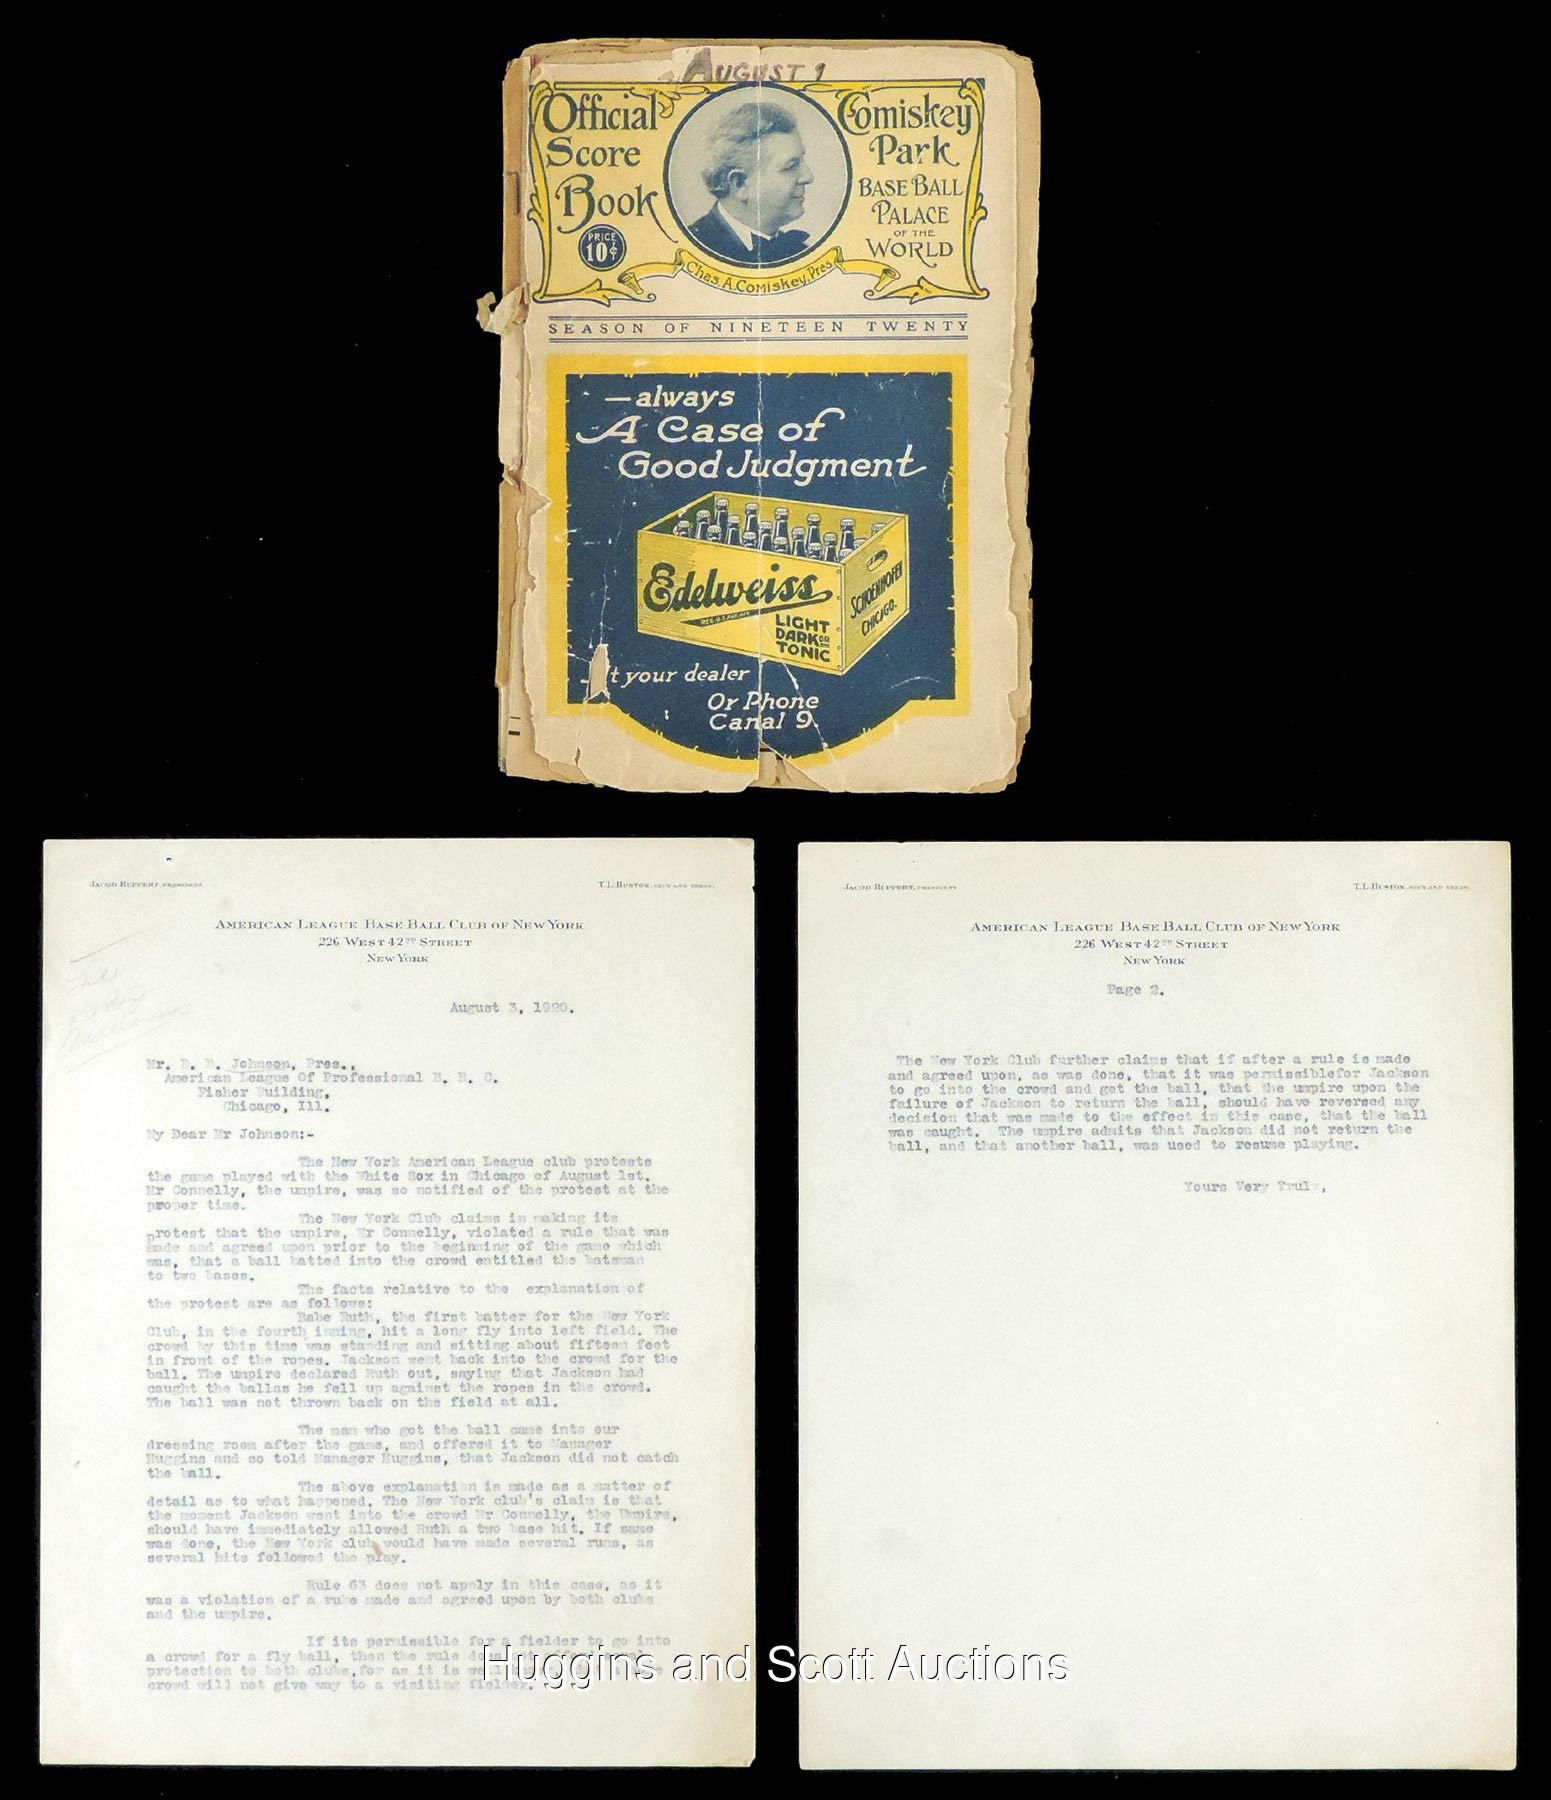 AUGUST 1
Official
Score
Book
PRICE
10¢
Comiskey
Park
BASE BALL
PALACE
OF THE
WORLD
Chas. A. Comiskey, Pres.
SEASON OF NINETEEN TWENTY
—always
A Case of
Good Judgment
Edelweiss
REG. U.S. PAT. OFF.
LIGHT
DARK OR
TONIC
SCHOENHOFEN
CHICAGO.
t your dealer
Or Phone
Canal 9.
JACOB RUPPERT, PRESIDENT
T. L. HUSTON, SEC'Y AND TREAS.
AMERICAN LEAGUE BASE BALL CLUB OF NEW YORK
226 WEST 42ND STREET
NEW YORK
August 3, 1920.
Mr. B. B. Johnson, Pres.,
American League Of Professional B. B. C.
Fisher Building,
Chicago, Ill.
My Dear Mr Johnson:-
The New York American League club protests
the game played with the White Sox in Chicago of August 1st.
Mr Connelly, the umpire, was so notified of the protest at the
proper time.
The New York Club claims in making its
protest that the umpire, Mr Connelly, violated a rule that was
made and agreed upon prior to the beginning of the game which
was, that a ball batted into the crowd entitled the batsman
to two bases.
The facts relative to the explanation of
the protest are as follows:
Babe Ruth, the first batter for the New York
Club, in the fourth inning, hit a long fly into left field. The
crowd by this time was standing and sitting about fifteen feet
in front of the ropes. Jackson went back into the crowd for the
ball. The umpire declared Ruth out, saying that Jackson had
caught the ballas he fell up against the ropes in the crowd.
The ball was not thrown back on the field at all.
The man who got the ball came into our
dressing room after the game, and offered it to Manager
Huggins and so told Manager Huggins, that Jackson did not catch
the ball.
The above explanation is made as a matter of
detail as to what happened. The New York club's claim is that
the moment Jackson went into the crowd Mr Connelly, the Umpire,
should have immediately allowed Ruth a two base hit. If same
was done, the New York club would have made several runs, as
several hits followed the play.
Rule 63 does not apply in this case, as it
was a violation of a rule made and agreed upon by both clubs
and the umpire.
If its permissible for a fielder to go into
a crowd for a fly ball, then the rule
protection to both clubs,for as it is well
crowd will not give way to a visiting fielder.
JACOB RUPPERT, PRESIDENT
T. L. HUSTON, SEC'Y AND TREAS.
AMERICAN LEAGUE BASE BALL CLUB OF NEW YORK
226 WEST 42ND STREET
NEW YORK
Page 2.
The New York Club further claims that if after a rule is made
and agreed upon, as was done, that it was permissiblefor Jackson
to go into the crowd and get the ball, that the umpire upon the
failure of Jackson to return the ball, should have reversed any
decision that was made to the effect in this case, that the ball
was caught. The umpire admits that Jackson did not return the
ball, and that another ball, was used to resume playing.
Yours Very Truly,
Huggins and Scott Auctions